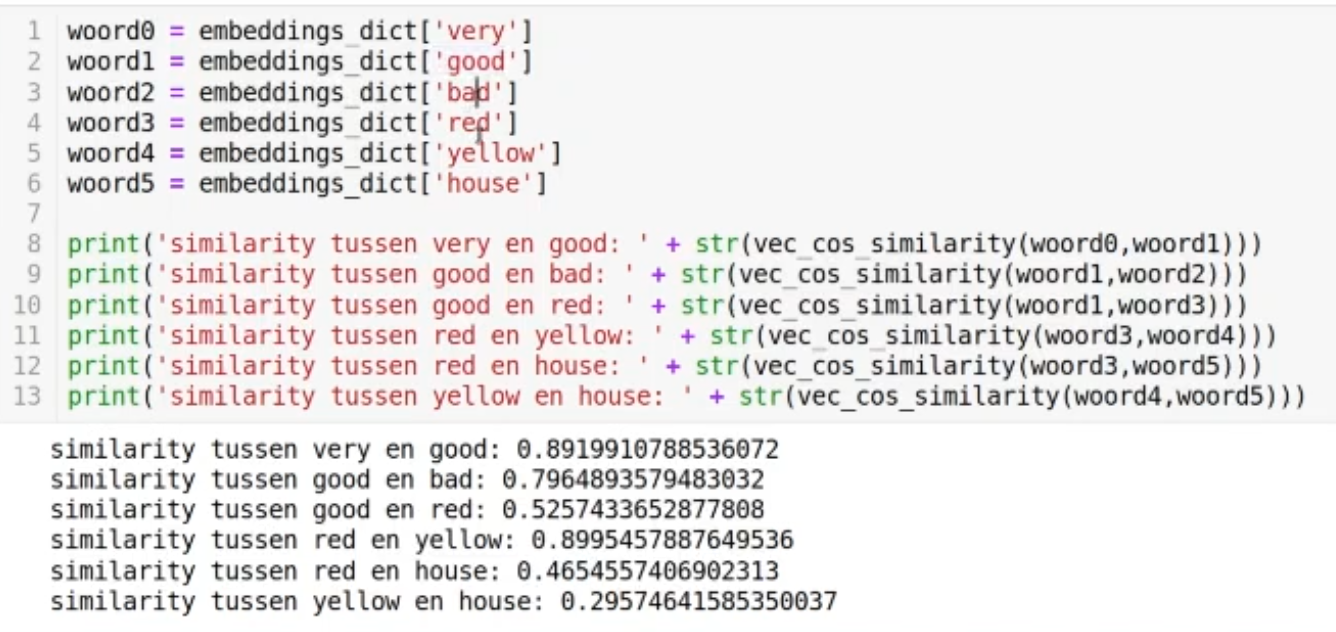 1 woord0 = embeddings_dict['very']
2 woord1 = embeddings_dict['good']
3 woord2 = embeddings_dict['bad']
4 woord3 = embeddings_dict['red']
5 woord4 = embeddings_dict['yellow']
6 woord5 = embeddings_dict['house']
7
8 print('similarity tussen very en good: ' + str(vec_cos_similarity(woord0,woord1)))
9 print('similarity tussen good en bad: ' + str(vec_cos_similarity(woord1,woord2)))
10 print('similarity tussen good en red: ' + str(vec_cos_similarity(woord1,woord3)))
11 print('similarity tussen red en yellow: ' + str(vec_cos_similarity(woord3,woord4)))
12 print('similarity tussen red en house: ' + str(vec_cos_similarity(woord3,woord5)))
13 print('similarity tussen yellow en house: ' + str(vec_cos_similarity(woord4,woord5)))
similarity tussen very en good: 0.8919910788536072
similarity tussen good en bad: 0.7964893579483032
similarity tussen good en red: 0.5257433652877808
similarity tussen red en yellow: 0.8995457887649536
similarity tussen red en house: 0.4654557406902313
similarity tussen yellow en house: 0.29574641585350037